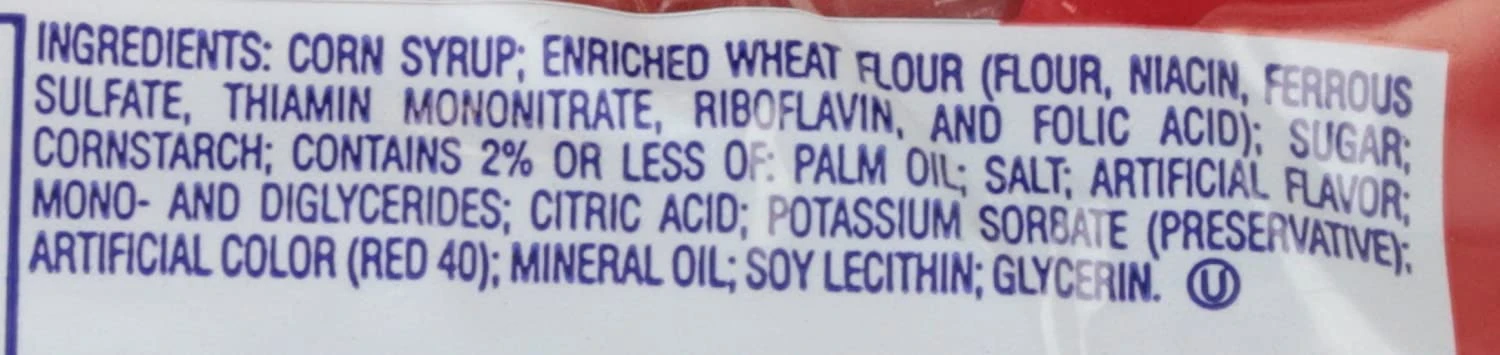 INGREDIENTS: CORN SYRUP; ENRICHED WHEAT FLOUR (FLOUR, NIACIN, FERROUS
SULFATE, THIAMIN MONONITRATE, RIBOFLAVIN, AND FOLIC ACID); SUGAR;
CORNSTARCH; CONTAINS 2% OR LESS OF: PALM OIL; SALT; ARTIFICIAL FLAVOR;
MONO- AND DIGLYCERIDES; CITRIC ACID; POTASSIUM SORBATE (PRESERVATIVE);
ARTIFICIAL COLOR (RED 40); MINERAL OIL; SOY LECITHIN; GLYCERIN. Ⓤ